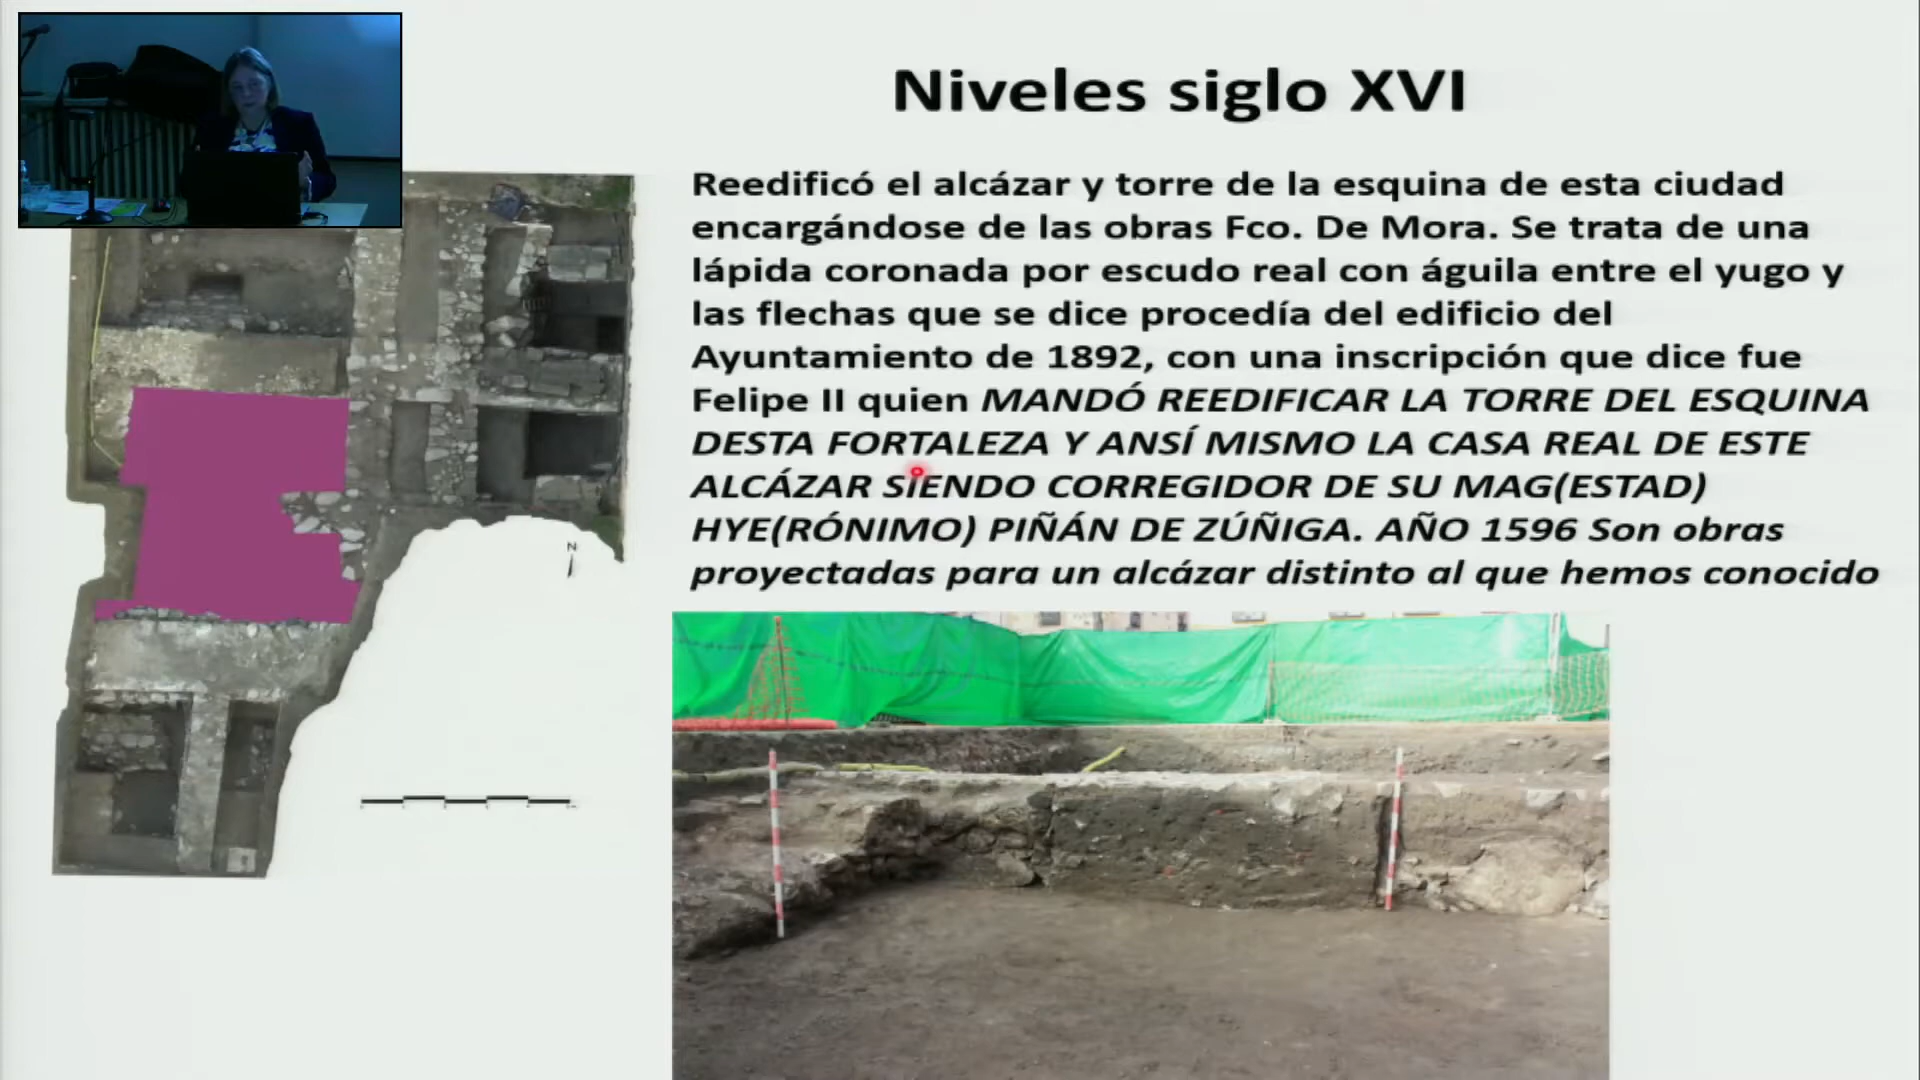 Niveles siglo XVI
Reedificó el alcázar y torre de la esquina de esta ciudad
encargándose de las obras Fco. De Mora. Se trata de una
lápida coronada por escudo real con águila entre el yugo y
las flechas que se dice procedía del edificio del
Ayuntamiento de 1892, con una inscripción que dice fue
Felipe II quien MANDÓ REEDIFICAR LA TORRE DEL ESQUINA
DESTA FORTALEZA Y ANSÍ MISMO LA CASA REAL DE ESTE
ALCÁZAR SIENDO CORREGIDOR DE SU MAG(ESTAD)
HYE(RÓNIMO) PIÑÁN DE ZÚÑIGA. AÑO 1596 Son obras
proyectadas para un alcázar distinto al que hemos conocido
N